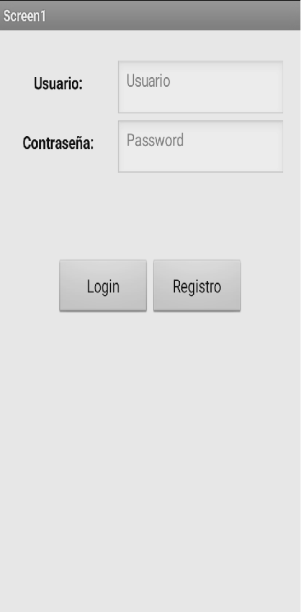 Screen1
Usuario: Usuario
Contraseña: Password
Login Registro